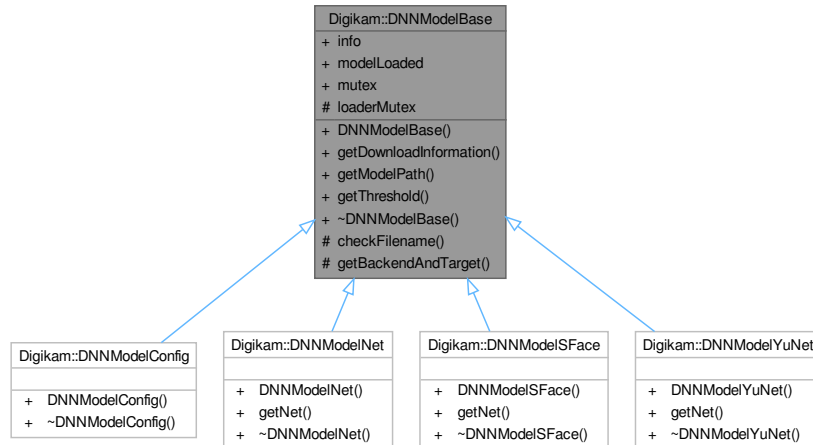 Digikam::DNNModelBase
+ info
+ modelLoaded
+ mutex
# loaderMutex
+ DNNModelBase()
+ getDownloadInformation()
+ getModelPath()
+ getThreshold()
+ ~DNNModelBase()
# checkFilename()
# getBackendAndTarget()
Digikam::DNNModelConfig
+ DNNModelConfig()
+ ~DNNModelConfig()
Digikam::DNNModelNet
+ DNNModelNet()
+ getNet()
+ ~DNNModelNet()
Digikam::DNNModelSFace
+ DNNModelSFace()
+ getNet()
+ ~DNNModelSFace()
Digikam::DNNModelYuNet
+ DNNModelYuNet()
+ getNet()
+ ~DNNModelYuNet()